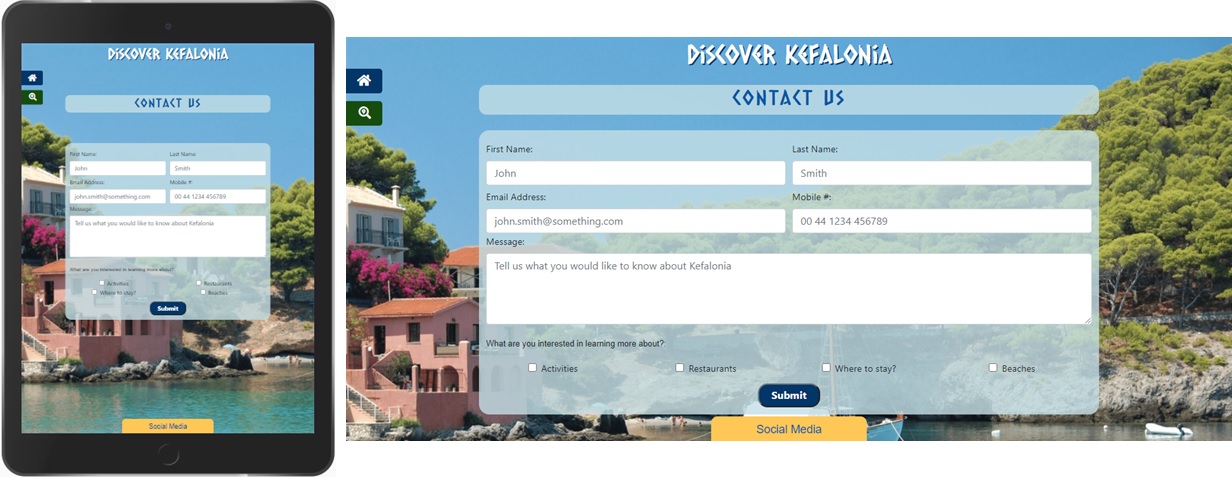 DISCOVER KEFALONIA
CONTACT US
First Name: Last Name:
John Smith
Email Address: Mobile #:
john.smith@something.com 00 44 1234 456789
Message:
Tell us what you would like to know about Kefalonia
What are you interested in learning more about?
Activities Restaurants
Where to stay? Beaches
Submit
Social Media
DISCOVER KEFALONIA
CONTACT US
First Name: Last Name:
John Smith
Email Address: Mobile #:
john.smith@something.com 00 44 1234 456789
Message:
Tell us what you would like to know about Kefalonia
What are you interested in learning more about?
Activities Restaurants Where to stay? Beaches
Submit
Social Media